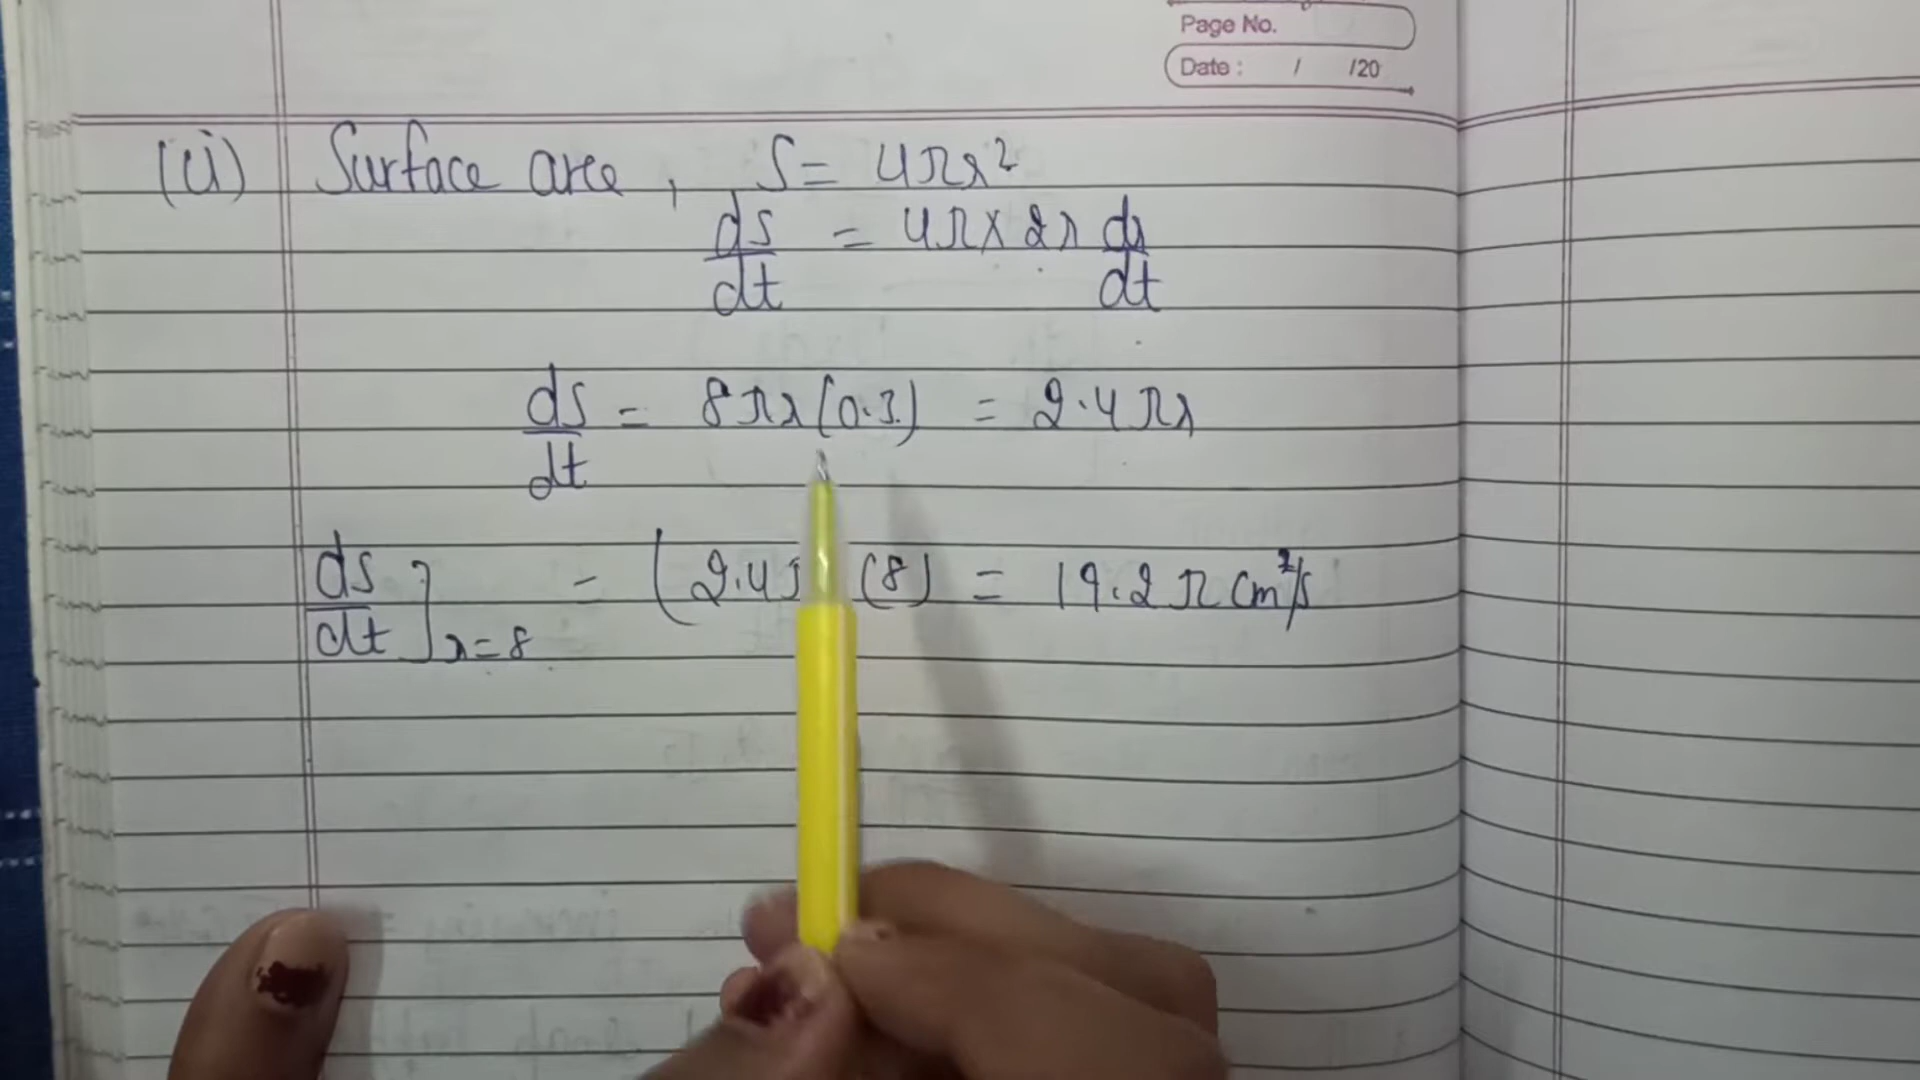 Page No.
Date : / /20
(ii) Surface area, S = 4πr²
ds/dt = 4π x 2r dr/dt
ds/dt = 8πr(0.3) = 2.4πr
ds/dt]r=8 = (2.4 (8) = 19.2π cm²/s